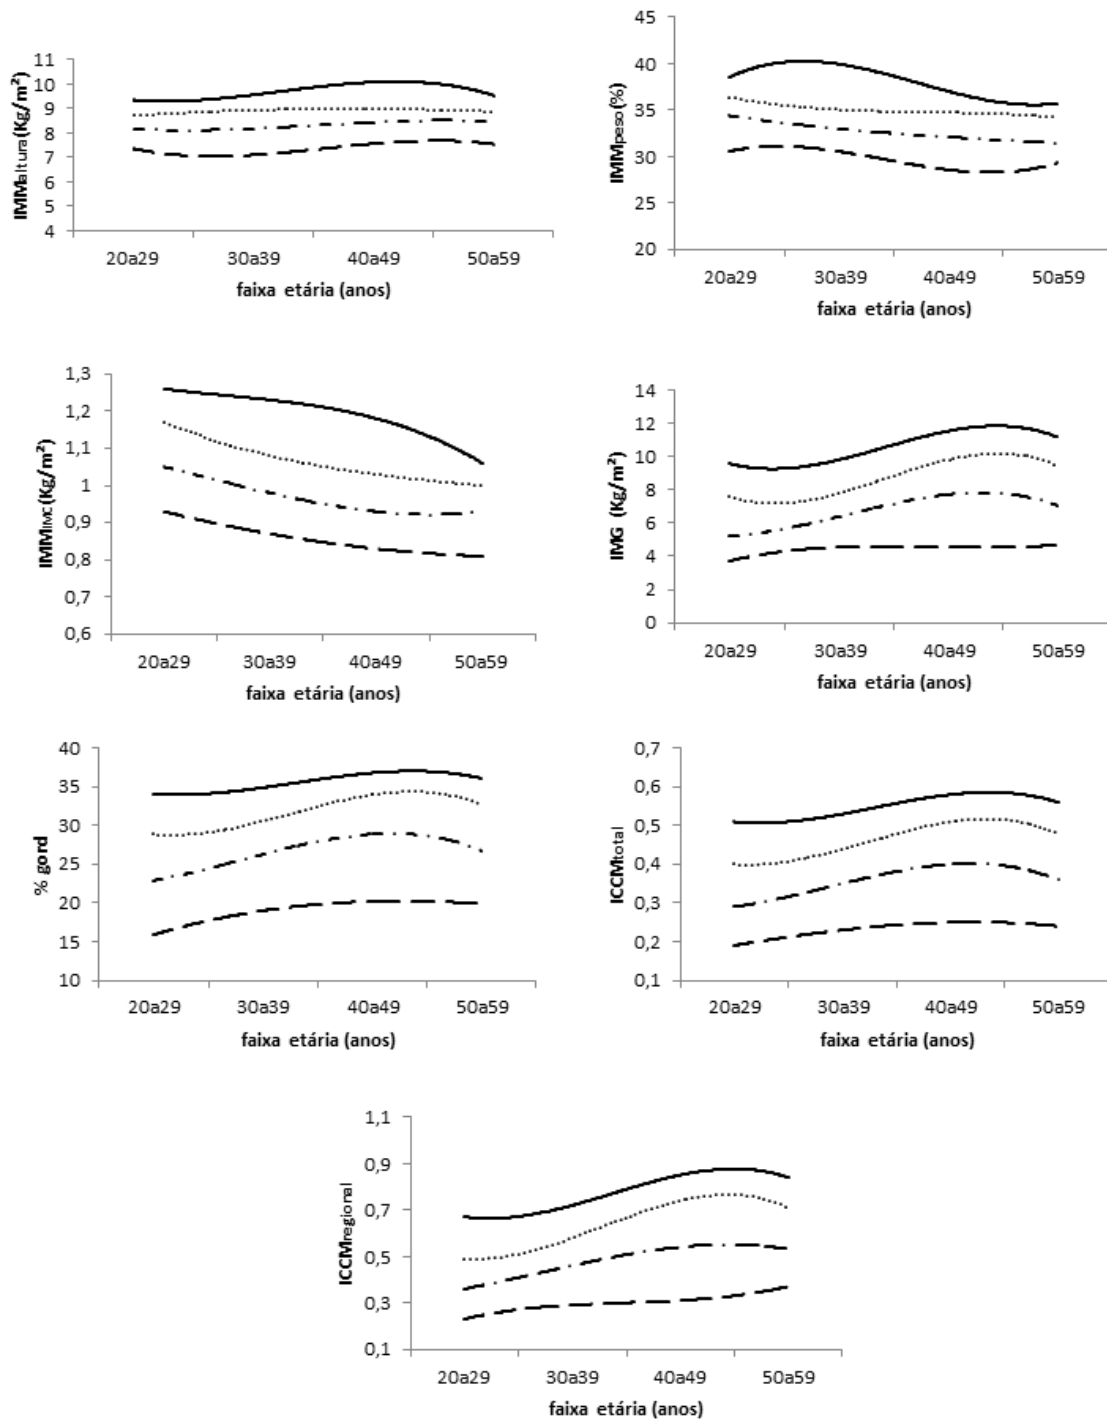 IMMaltura(Kg/m²)
11
10
9
8
7
6
5
4
20a29 30a39 40a49 50a59
faixa etária (anos)
IMMpeso(%)
45
40
35
30
25
20
20a29 30a39 40a49 50a59
faixa etária (anos)
IMMIMC(Kg/m²)
1,3
1,2
1,1
1
0,9
0,8
0,7
0,6
20a29 30a39 40a49 50a59
faixa etária (anos)
IMG (Kg/m²)
14
12
10
8
6
4
2
0
20a29 30a39 40a49 50a59
faixa etária (anos)
% gord
40
35
30
25
20
15
10
20a29 30a39 40a49 50a59
faixa etária (anos)
ICCMtotal
0,7
0,6
0,5
0,4
0,3
0,2
0,1
20a29 30a39 40a49 50a59
faixa etária (anos)
ICCMregional
1,1
0,9
0,7
0,5
0,3
0,1
20a29 30a39 40a49 50a59
faixa etária (anos)